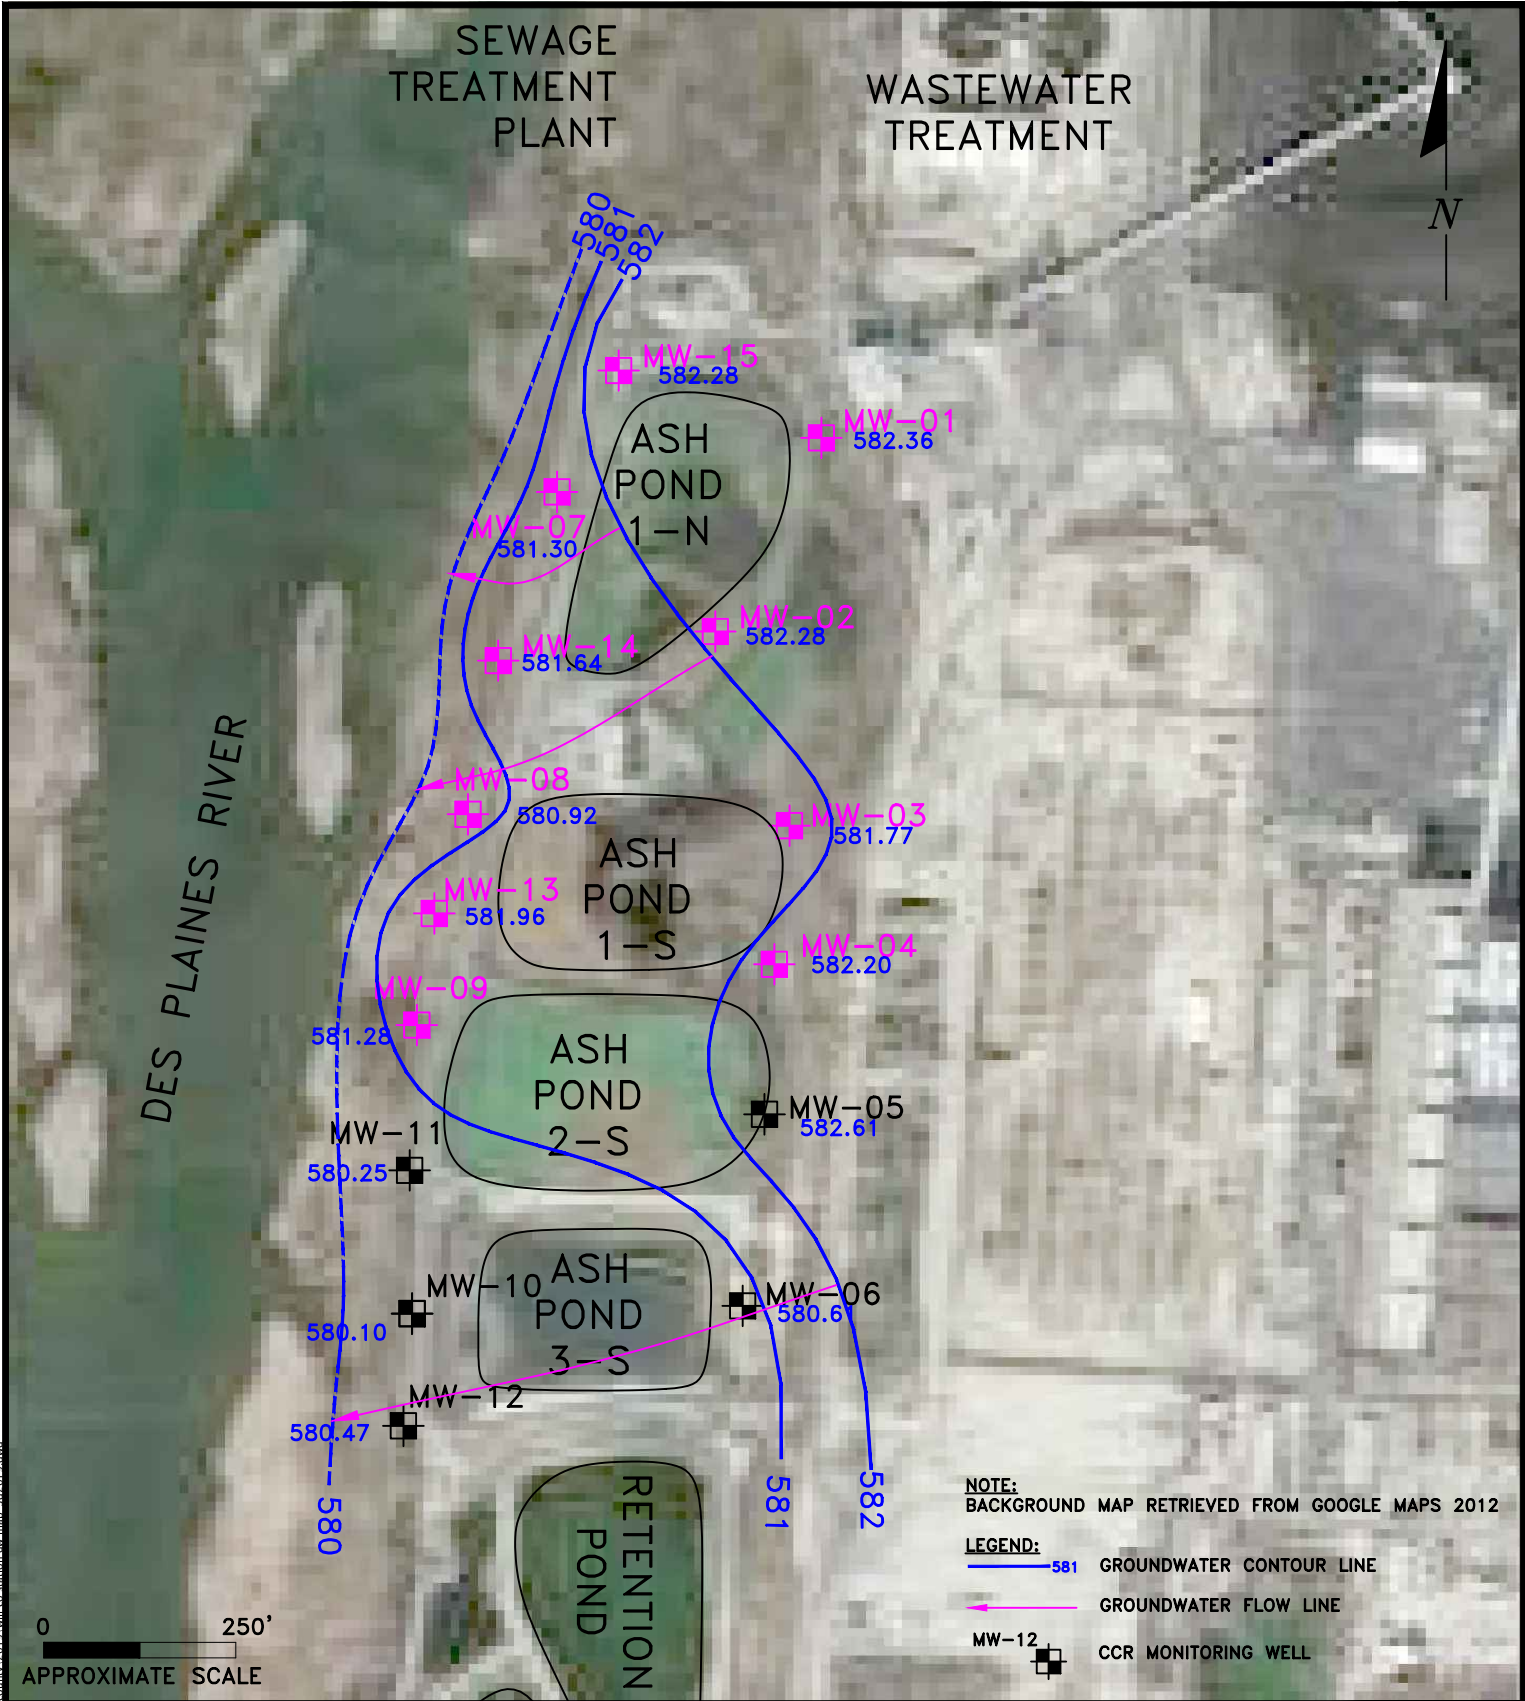 SEWAGE
TREATMENT
PLANT
WASTEWATER
TREATMENT
N
580
581
582
MW-15
582.28
MW-01
582.36
ASH
POND
1-N
MW-07
581.30
MW-02
582.28
MW-14
581.64
DES PLAINES RIVER
MW-08
580.92
MW-03
581.77
ASH
POND
1-S
MW-13
581.96
MW-04
582.20
MW-09
581.28
ASH
POND
2-S
MW-05
582.61
MW-11
580.25
ASH
POND
3-S
MW-10
580.10
MW-06
580.61
MW-12
580.47
580
581
582
RETENTION
POND
NOTE:
BACKGROUND MAP RETRIEVED FROM GOOGLE MAPS 2012
LEGEND:
581 GROUNDWATER CONTOUR LINE
GROUNDWATER FLOW LINE
MW-12 CCR MONITORING WELL
0 250'
APPROXIMATE SCALE